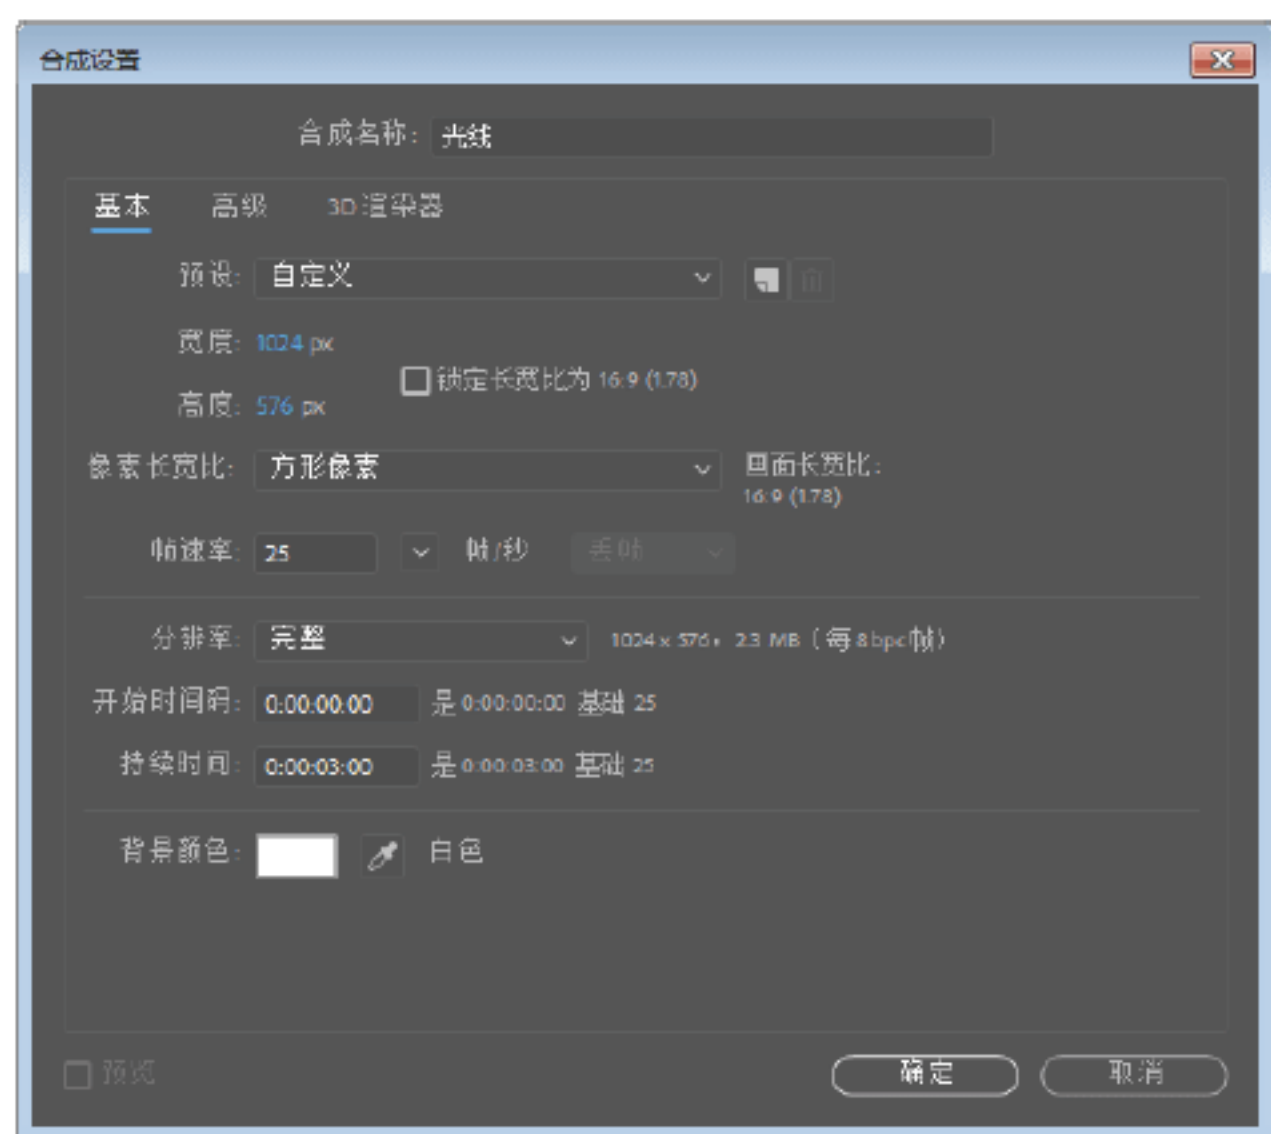 合成设置
合成名称: 光线
基本 高级 3D 渲染器
预设: 自定义
宽度: 1024 px
锁定长宽比为 16:9 (1.78)
高度: 576 px
像素长宽比: 方形像素 画面长宽比:
16:9 (1.78)
帧速率: 25 帧/秒 丢帧
分辨率: 完整 1024 x 576, 2.3 MB (每 8 bpc 帧)
开始时间码: 0:00:00:00 是 0:00:00:00 基础 25
持续时间: 0:00:03:00 是 0:00:03:00 基础 25
背景颜色: 白色
预览 确定 取消